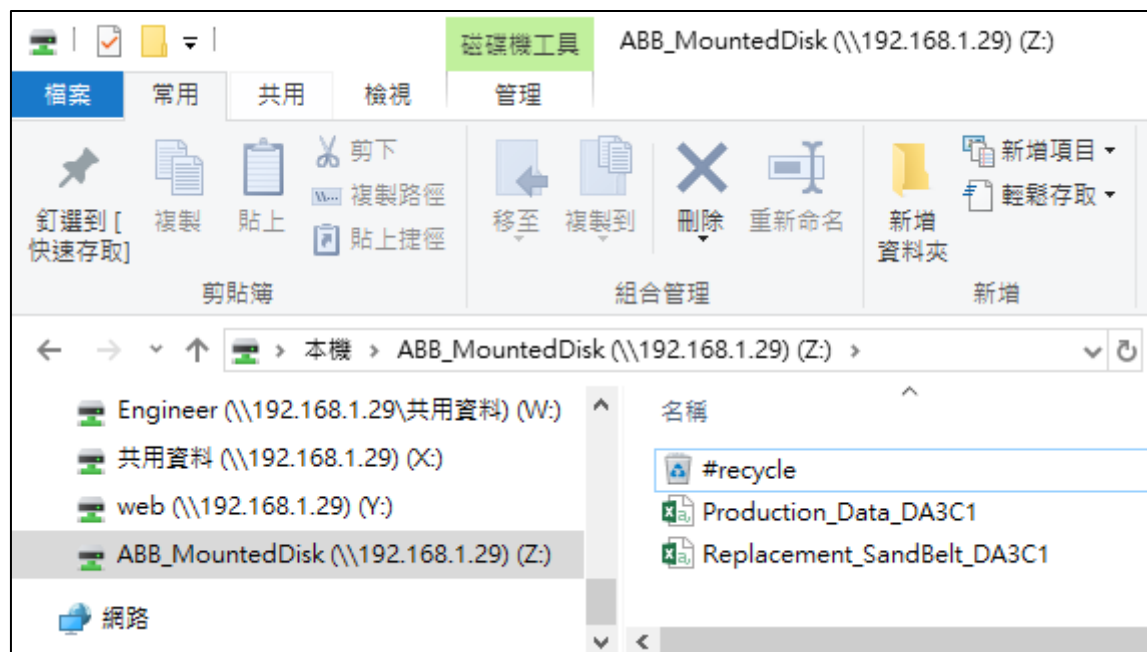 磁碟機工具 ABB_MountedDisk (\\192.168.1.29) (Z:)
檔案 常用 共用 檢視 管理
釘選到 [
快速存取]
複製
貼上
剪下
複製路徑
貼上捷徑
剪貼簿
移至
複製到
刪除
重新命名
組合管理
新增
資料夾
新增項目
輕鬆存取
新增
本機 > ABB_MountedDisk (\\192.168.1.29) (Z:) >
Engineer (\\192.168.1.29\共用資料) (W:)
共用資料 (\\192.168.1.29) (X:)
web (\\192.168.1.29) (Y:)
ABB_MountedDisk (\\192.168.1.29) (Z:)
網路
名稱
#recycle
Production_Data_DA3C1
Replacement_SandBelt_DA3C1